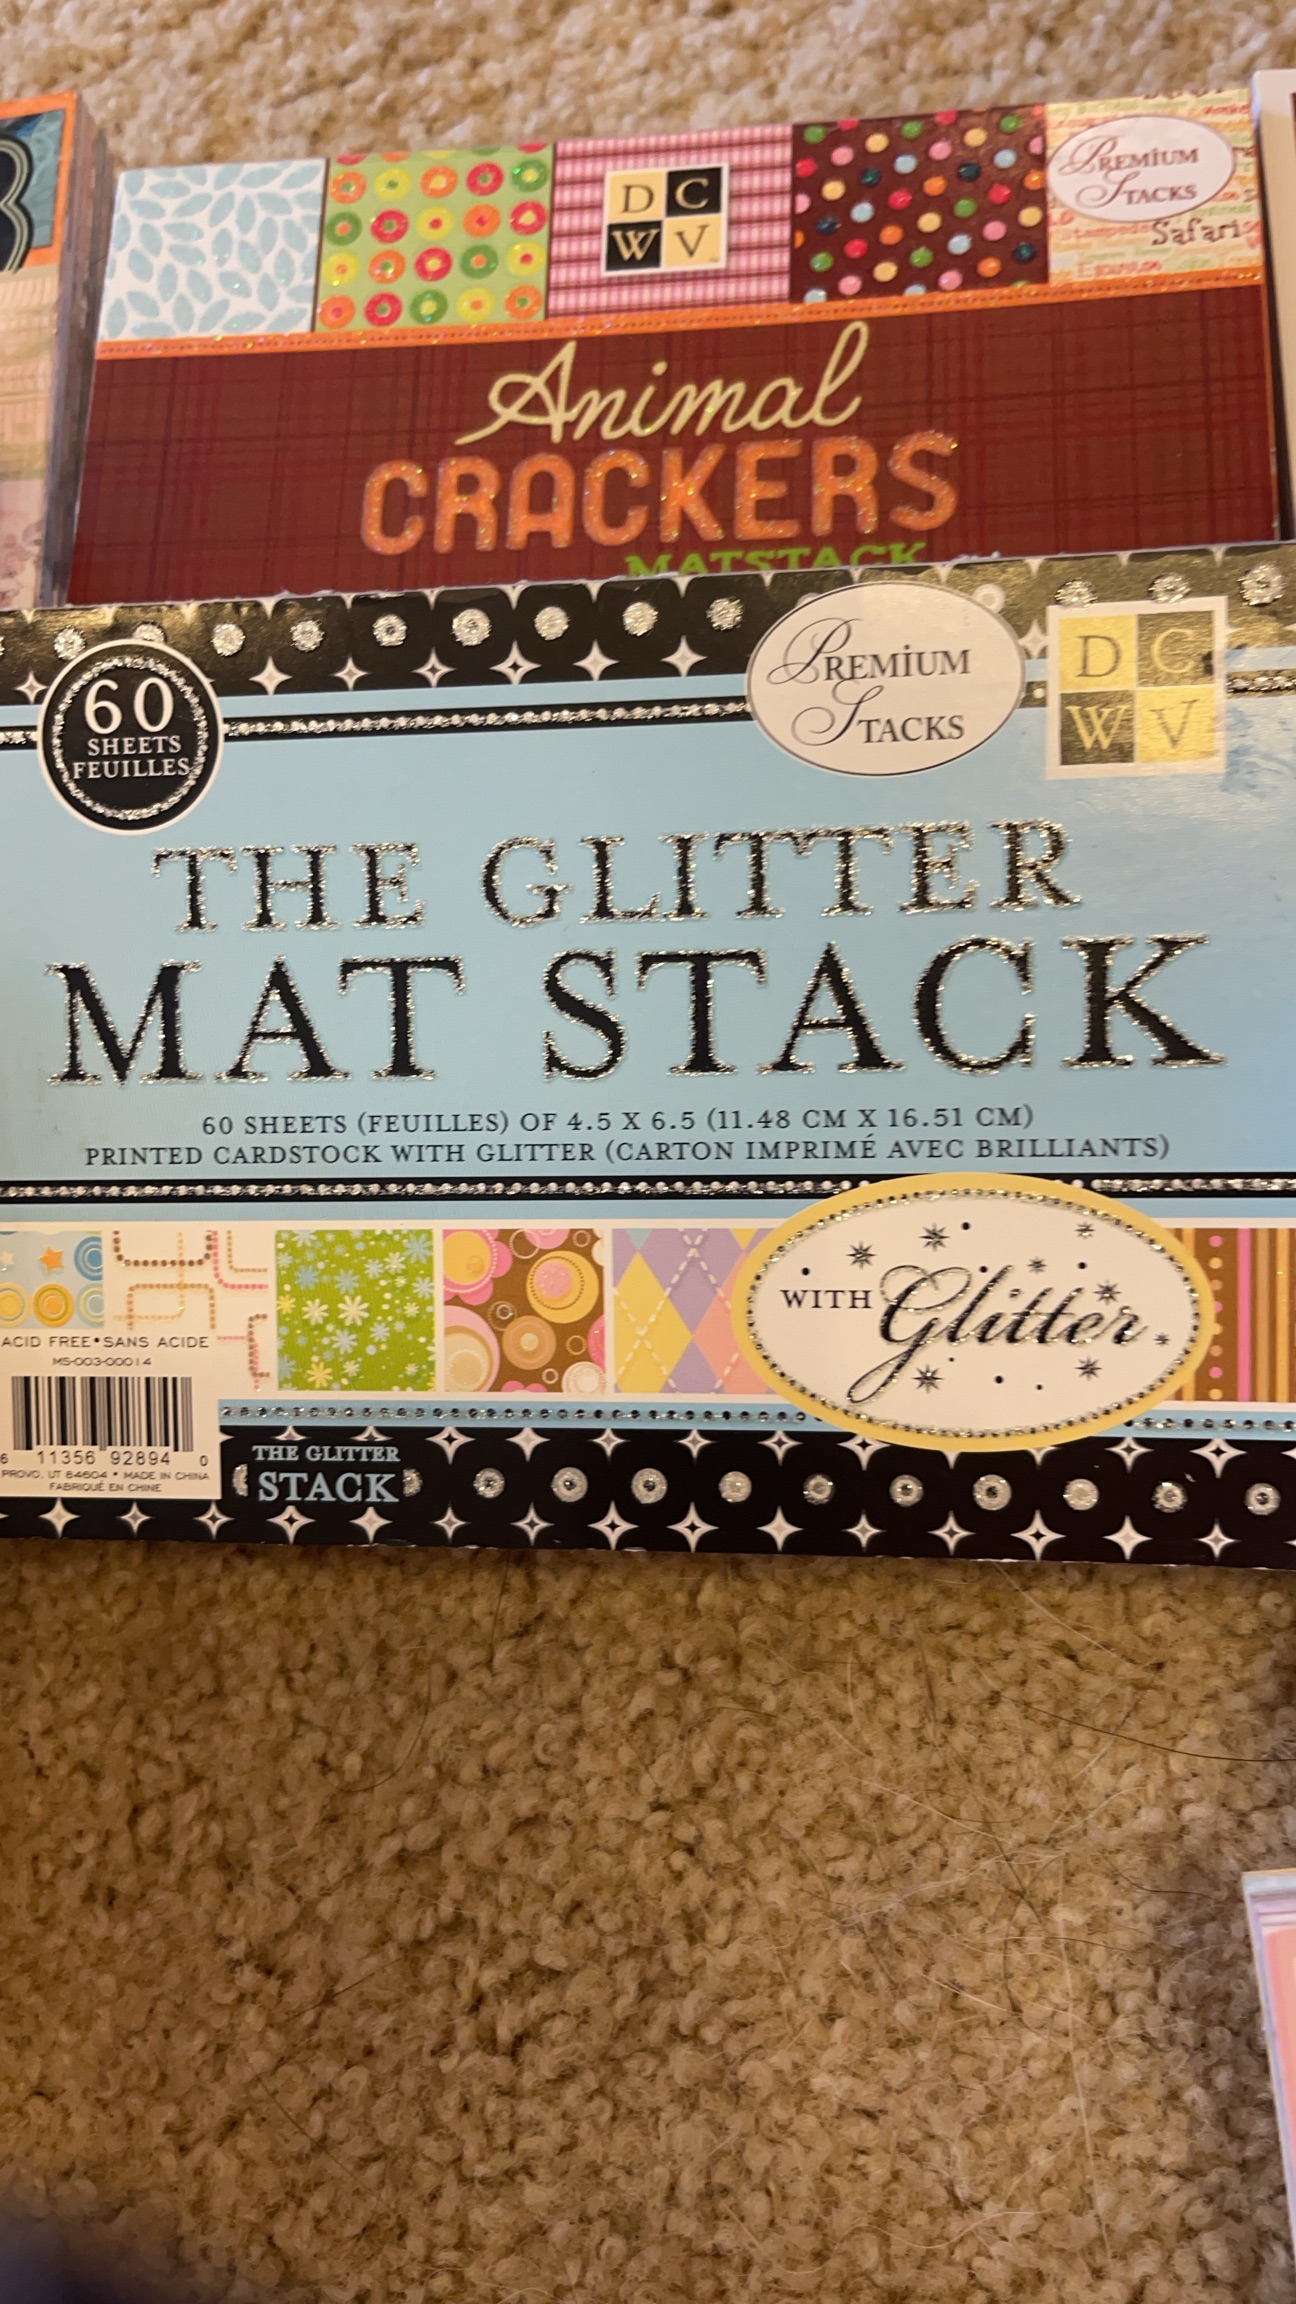 D C
W V
PREMIUM
STACKS
Safari
Animal
CRACKERS
MATSTACK
60
SHEETS
FEUILLES
PREMIUM
STACKS
D C
W V
THE GLITTER
MAT STACK
60 SHEETS (FEUILLES) OF 4.5 X 6.5 (11.48 CM X 16.51 CM)
PRINTED CARDSTOCK WITH GLITTER (CARTON IMPRIMÉ AVEC BRILLIANTS)
WITH Glitter
ACID FREE • SANS ACIDE
MS-003-00014
6 11356 92894 0
PROVO, UT 84604 • MADE IN CHINA
FABRIQUÉ EN CHINE
THE GLITTER
STACK